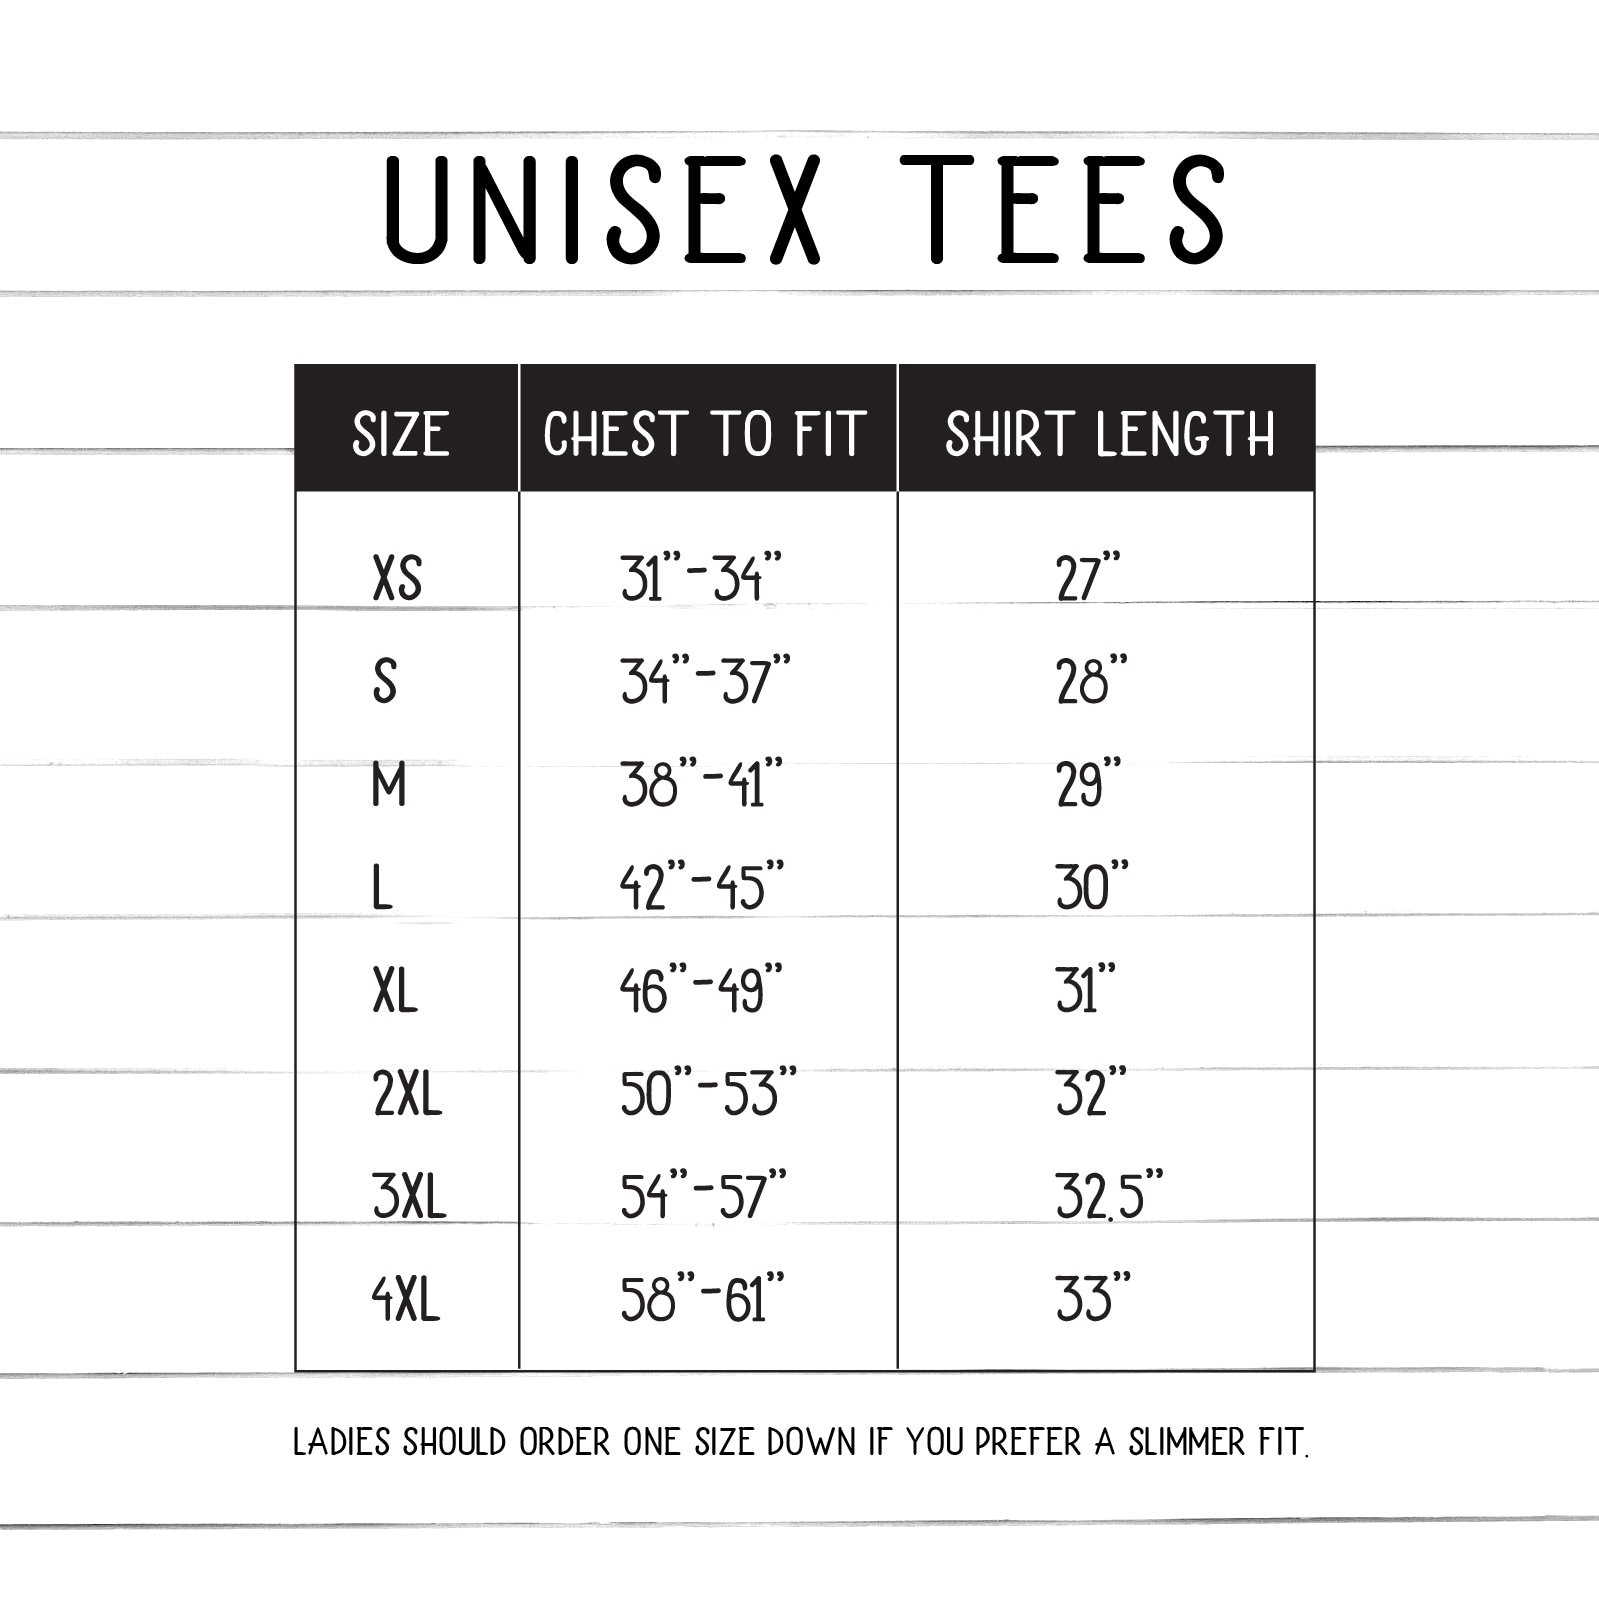 UNISEX TEES
SIZE CHEST TO FIT SHIRT LENGTH
XS 31”-34” 27”
S 34”-37” 28”
M 38”-41” 29”
L 42”-45” 30”
XL 46”-49” 31”
2XL 50”-53” 32”
3XL 54”-57” 32.5”
4XL 58”-61” 33”
LADIES SHOULD ORDER ONE SIZE DOWN IF YOU PREFER A SLIMMER FIT.